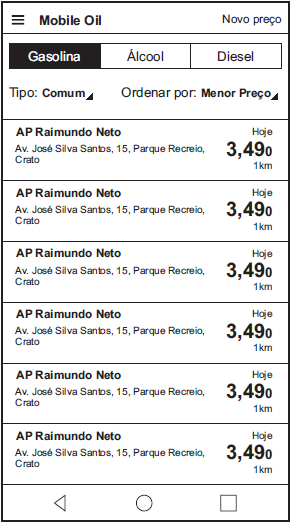 Mobile Oil Novo preço
Gasolina Álcool Diesel
Tipo: Comum Ordenar por: Menor Preço
AP Raimundo Neto Hoje
Av. José Silva Santos, 15, Parque Recreio, 3,490
Crato 1km
AP Raimundo Neto Hoje
Av. José Silva Santos, 15, Parque Recreio, 3,490
Crato 1km
AP Raimundo Neto Hoje
Av. José Silva Santos, 15, Parque Recreio, 3,490
Crato 1km
AP Raimundo Neto Hoje
Av. José Silva Santos, 15, Parque Recreio, 3,490
Crato 1km
AP Raimundo Neto Hoje
Av. José Silva Santos, 15, Parque Recreio, 3,490
Crato 1km
AP Raimundo Neto Hoje
Av. José Silva Santos, 15, Parque Recreio, 3,490
Crato 1km